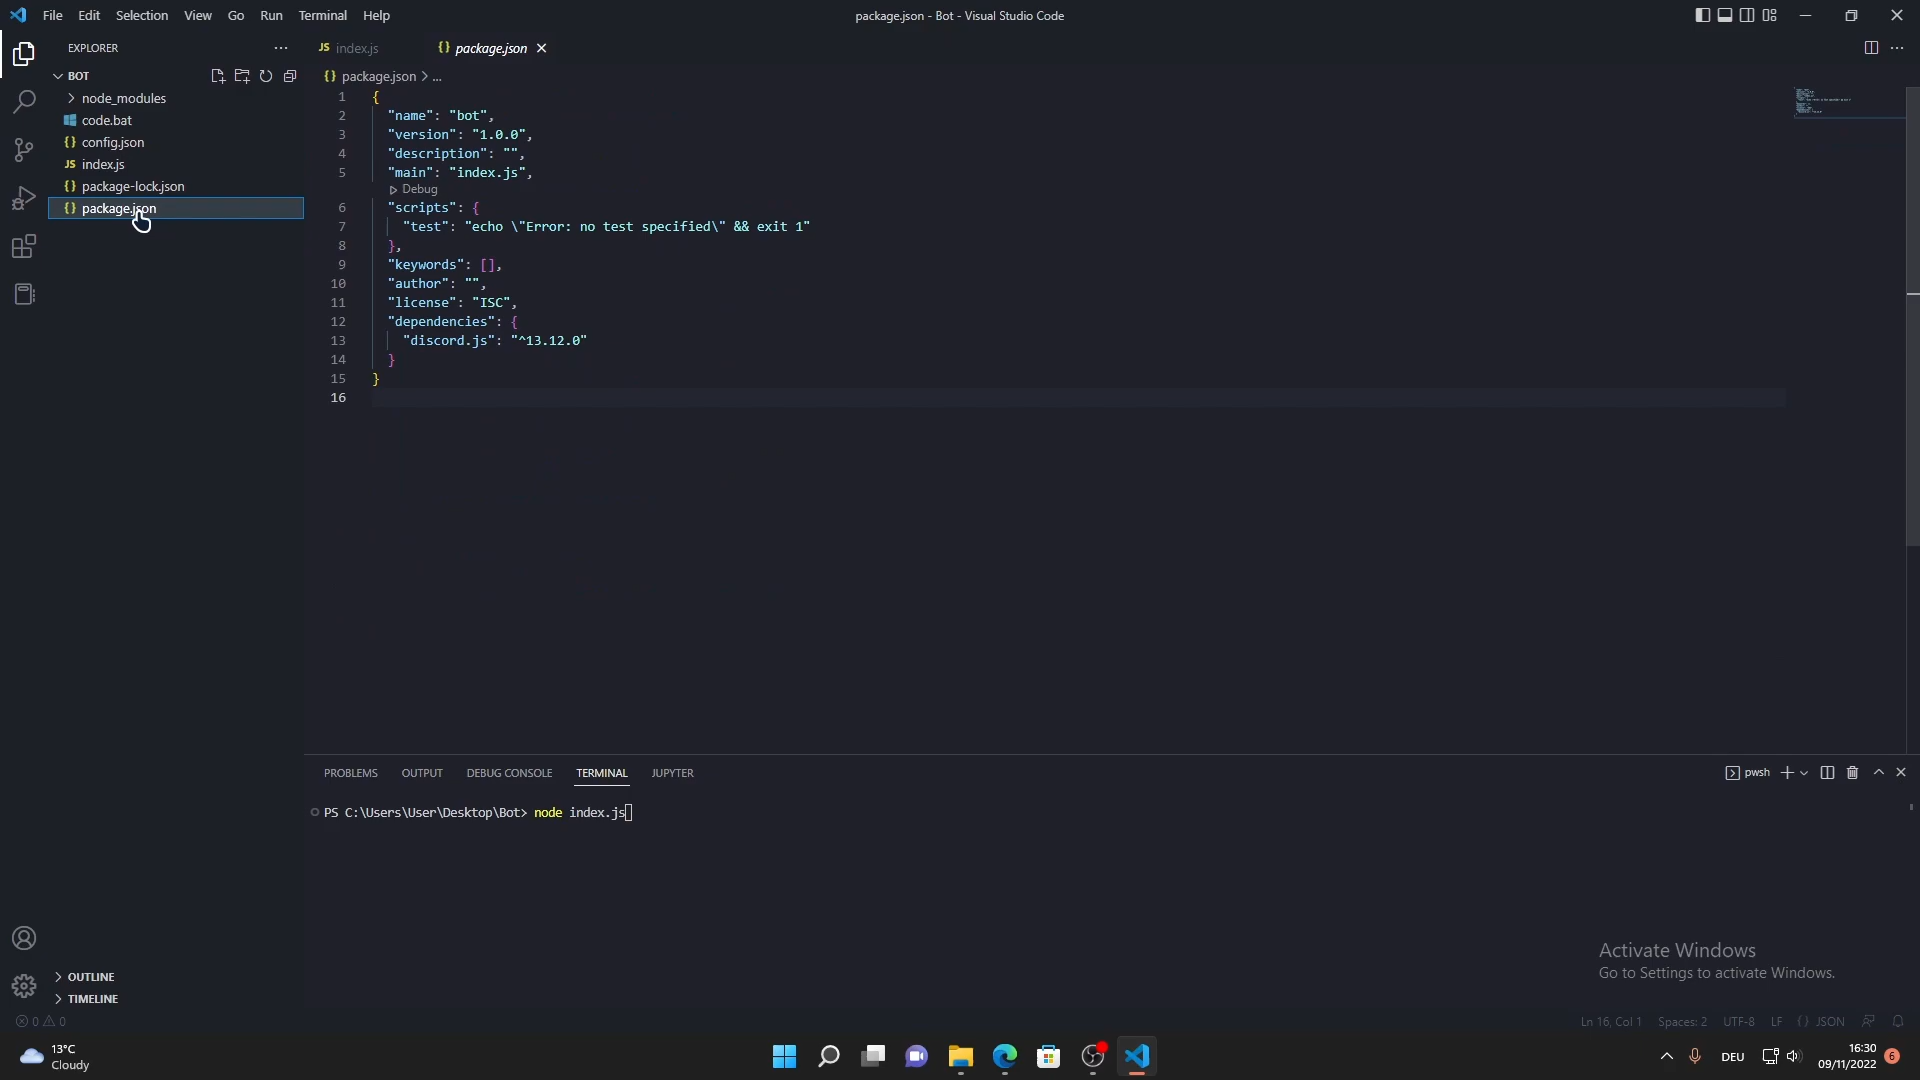 File Edit Selection View Go Run Terminal Help
package.json - Bot - Visual Studio Code
EXPLORER
BOT
node_modules
code.bat
{} config.json
JS index.js
{} package-lock.json
{} package.json
OUTLINE
TIMELINE
JS index.js
{} package.json
{} package.json > ...
1 {
2 "name": "bot",
3 "version": "1.0.0",
4 "description": "",
5 "main": "index.js",
Debug
6 "scripts": {
7 "test": "echo \"Error: no test specified\" && exit 1"
8 },
9 "keywords": [],
10 "author": "",
11 "license": "ISC",
12 "dependencies": {
13 "discord.js": "^13.12.0"
14 }
15 }
16
PROBLEMS OUTPUT DEBUG CONSOLE TERMINAL JUPYTER
pwsh
PS C:\Users\User\Desktop\Bot> node index.js
Activate Windows
Go to Settings to activate Windows.
0 0
Ln 16, Col 1 Spaces: 2 UTF-8 LF {} JSON
13°C
Cloudy
DEU
16:30
09/11/2022
6